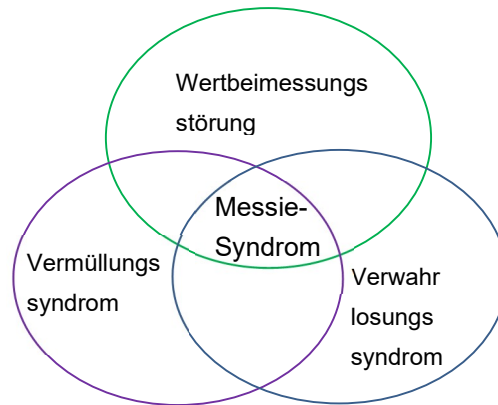 Wertbeimessungs
störung
Messie-
Syndrom
Vermüllungs
syndrom
Verwahr
losungs
syndrom